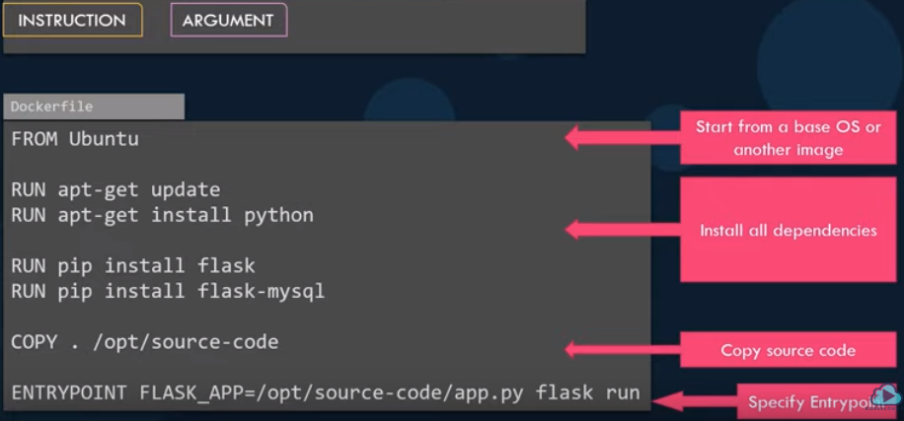 INSTRUCTION ARGUMENT
Dockerfile
FROM Ubuntu
Start from a base OS or
another image
RUN apt-get update
RUN apt-get install python
Install all dependencies
RUN pip install flask
RUN pip install flask-mysql
COPY . /opt/source-code
Copy source code
ENTRYPOINT FLASK_APP=/opt/source-code/app.py flask run
Specify